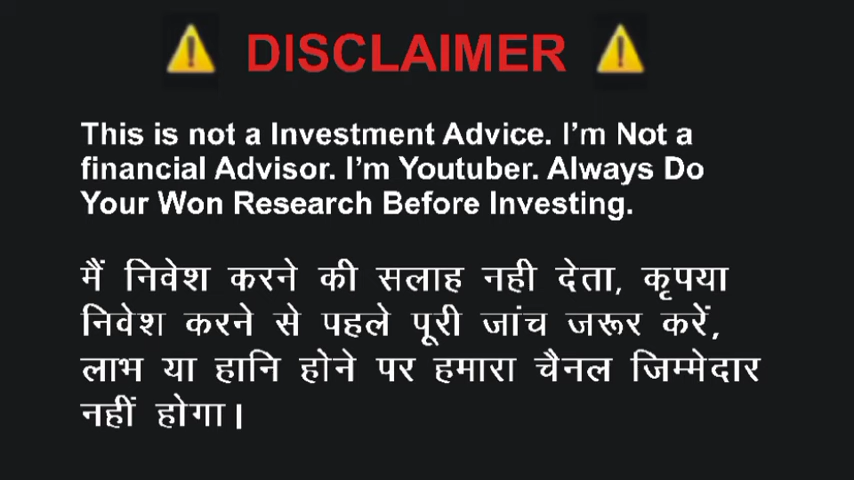 DISCLAIMER
This is not a Investment Advice. I'm Not a
financial Advisor. I'm Youtuber. Always Do
Your Won Research Before Investing.
मैं निवेश करने की सलाह नही देता, कृपया
निवेश करने से पहले पूरी जांच जरूर करें,
लाभ या हानि होने पर हमारा चैनल जिम्मेदार
नहीं होगा।